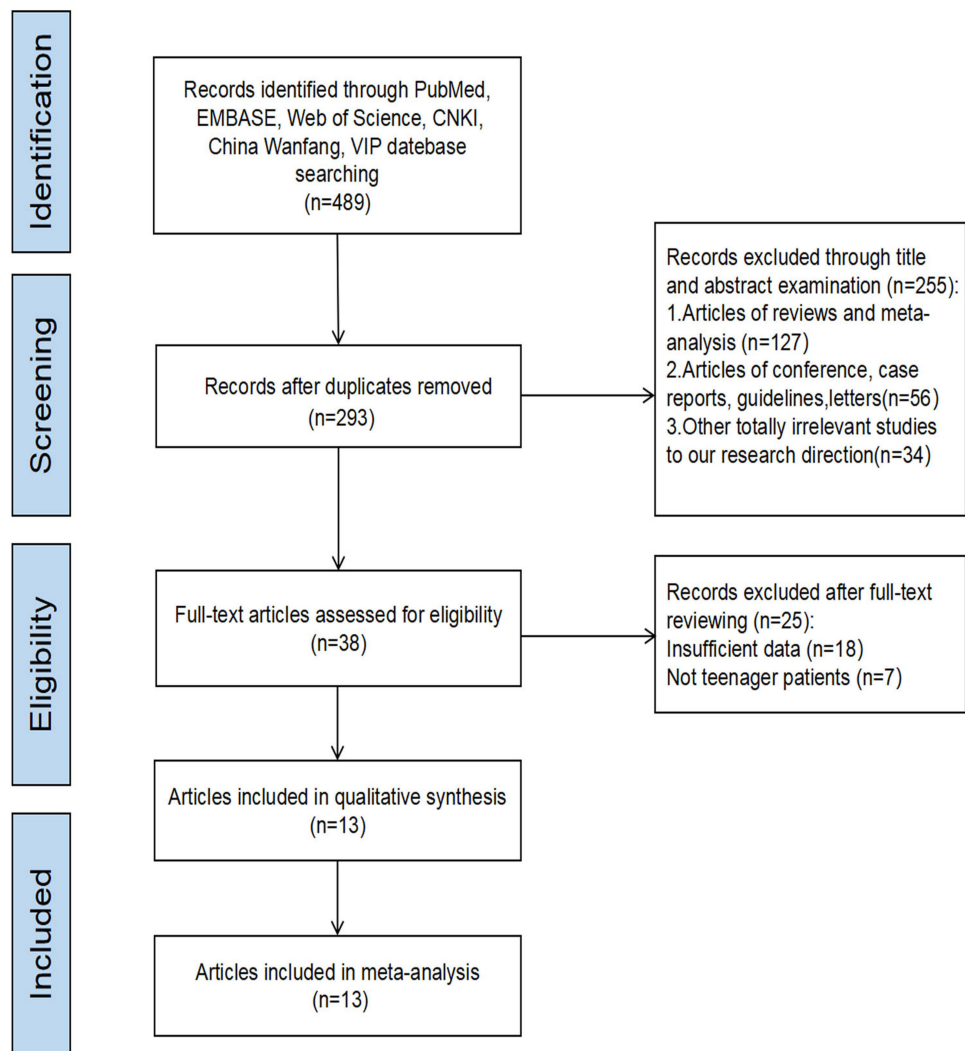 Identification
Records identified through PubMed,
EMBASE, Web of Science, CNKI,
China Wanfang, VIP datebase
searching
(n=489)
Screening
Records after duplicates removed
(n=293)
Records excluded through title
and abstract examination (n=255):
1.Articles of reviews and meta-
analysis (n=127)
2.Articles of conference, case
reports, guidelines,letters(n=56)
3.Other totally irrelevant studies
to our research direction(n=34)
Eligibility
Full-text articles assessed for eligibility
(n=38)
Records excluded after full-text
reviewing (n=25):
Insufficient data (n=18)
Not teenager patients (n=7)
Articles included in qualitative synthesis
(n=13)
Included
Articles included in meta-analysis
(n=13)